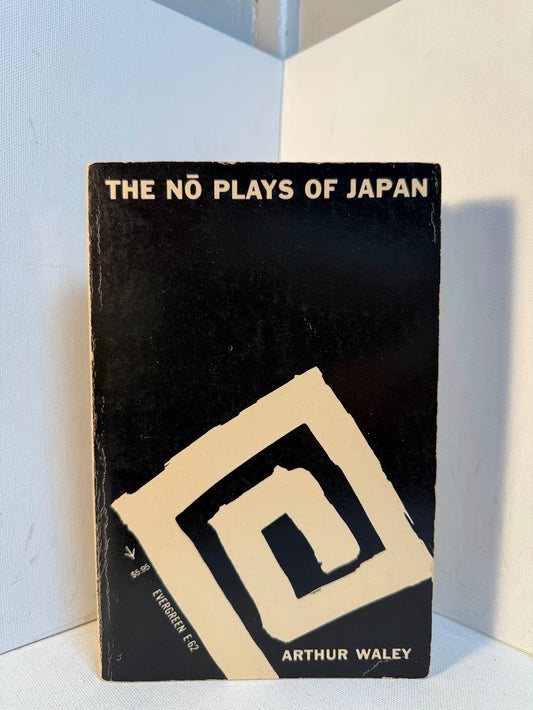 THE NŌ PLAYS OF JAPAN
$5.95
EVERGREEN E-62
ARTHUR WALEY